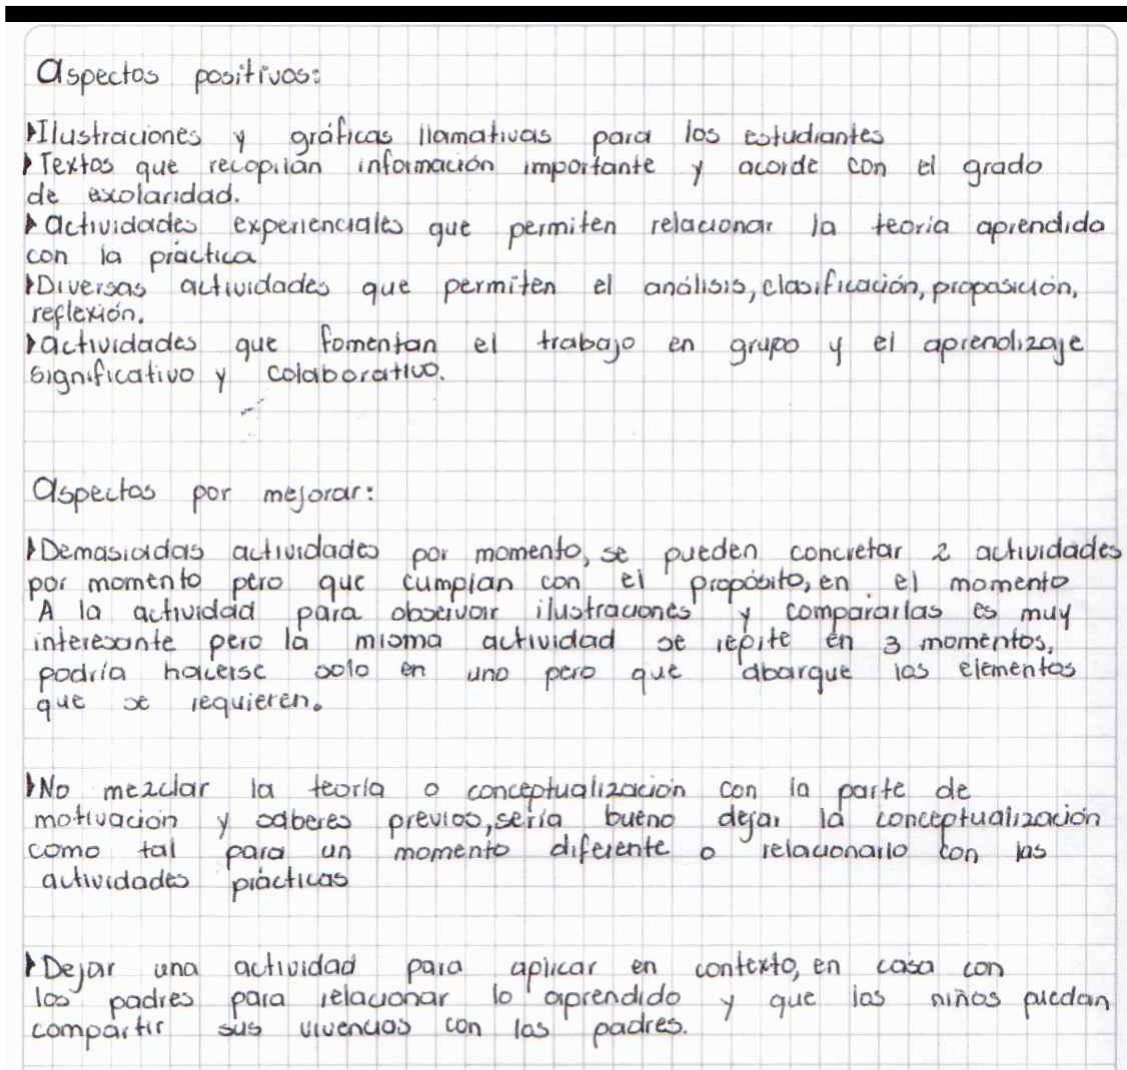 Aspectos positivos:
Ilustraciones y gráficas llamativas para los estudiantes
Textos que recopilan información importante y acorde con el grado
de escolaridad.
Actividades experienciales que permiten relacionar la teoria aprendida
con la práctica
Diversas actividades que permiten el análisis, clasificación, proposición,
reflexión.
Actividades que fomentan el trabajo en grupo y el aprendizaje
significativo y colaborativo.
Aspectos por mejorar:
Demasiadas actividades por momento, se pueden concretar 2 actividades
por momento pero que cumplan con el propósito, en el momento
A la actividad para observar ilustraciones y compararlas es muy
interesante pero la misma actividad se repite en 3 momentos,
podría hacerse solo en uno pero que abarque los elementos
que se requieren.
No mezclar la teoría o conceptualización con la parte de
motivación y saberes previos, sería bueno dejar la conceptualización
como tal para un momento diferente o relacionarlo con las
actividades prácticas
Dejar una actividad para aplicar en contexto, en casa con
los padres para relacionar lo aprendido y que los niños puedan
compartir sus vivencias con los padres.